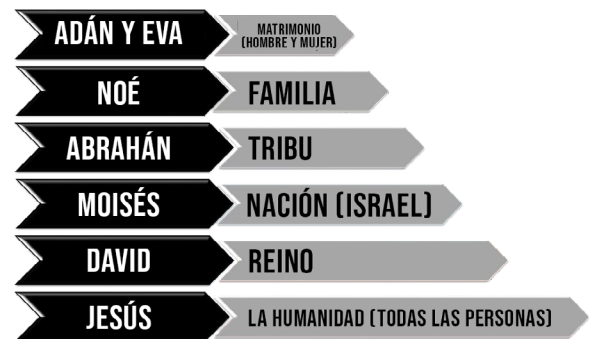 ADÁN Y EVA
MATRIMONIO
(HOMBRE Y MUJER)
NOÉ
FAMILIA
ABRAHÁN
TRIBU
MOISÉS
NACIÓN (ISRAEL)
DAVID
REINO
JESÚS
LA HUMANIDAD (TODAS LAS PERSONAS)